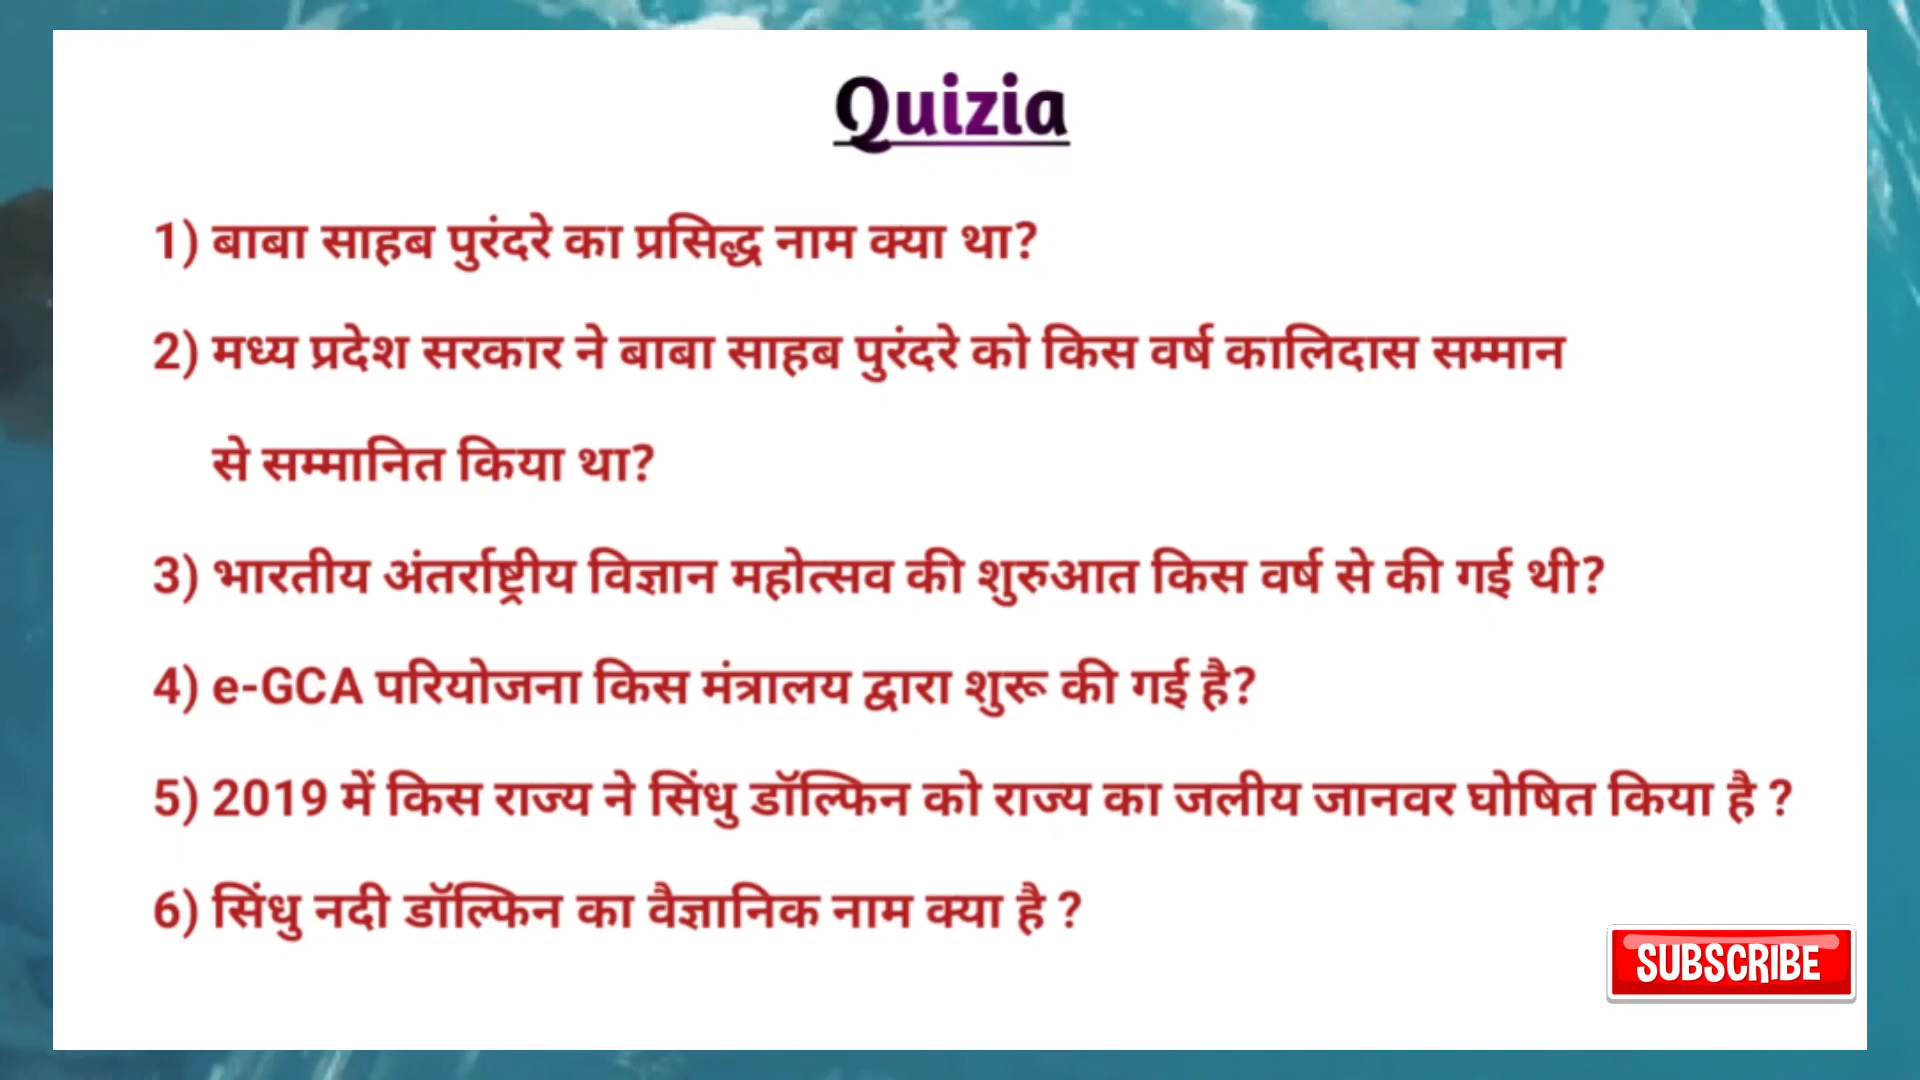 Quizia
1) बाबा साहब पुरंदरे का प्रसिद्ध नाम क्या था?
2) मध्य प्रदेश सरकार ने बाबा साहब पुरंदरे को किस वर्ष कालिदास सम्मान
से सम्मानित किया था?
3) भारतीय अंतर्राष्ट्रीय विज्ञान महोत्सव की शुरुआत किस वर्ष से की गई थी?
4) e-GCA परियोजना किस मंत्रालय द्वारा शुरू की गई है?
5) 2019 में किस राज्य ने सिंधु डॉल्फिन को राज्य का जलीय जानवर घोषित किया है ?
6) सिंधु नदी डॉल्फिन का वैज्ञानिक नाम क्या है ?
SUBSCRIBE